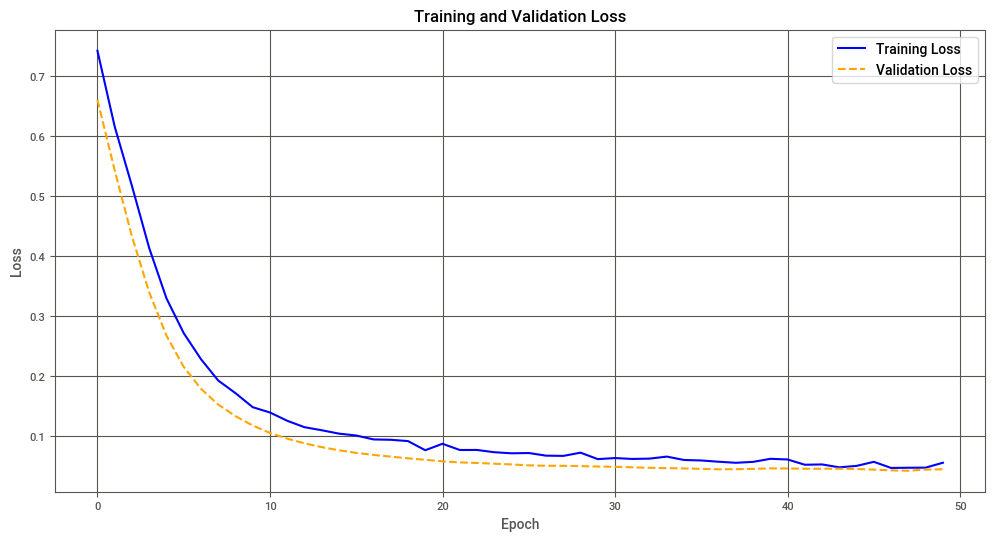 Training and Validation Loss
Training Loss
Validation Loss
Loss
0.7
0.6
0.5
0.4
0.3
0.2
0.1
0 10 20 30 40 50
Epoch